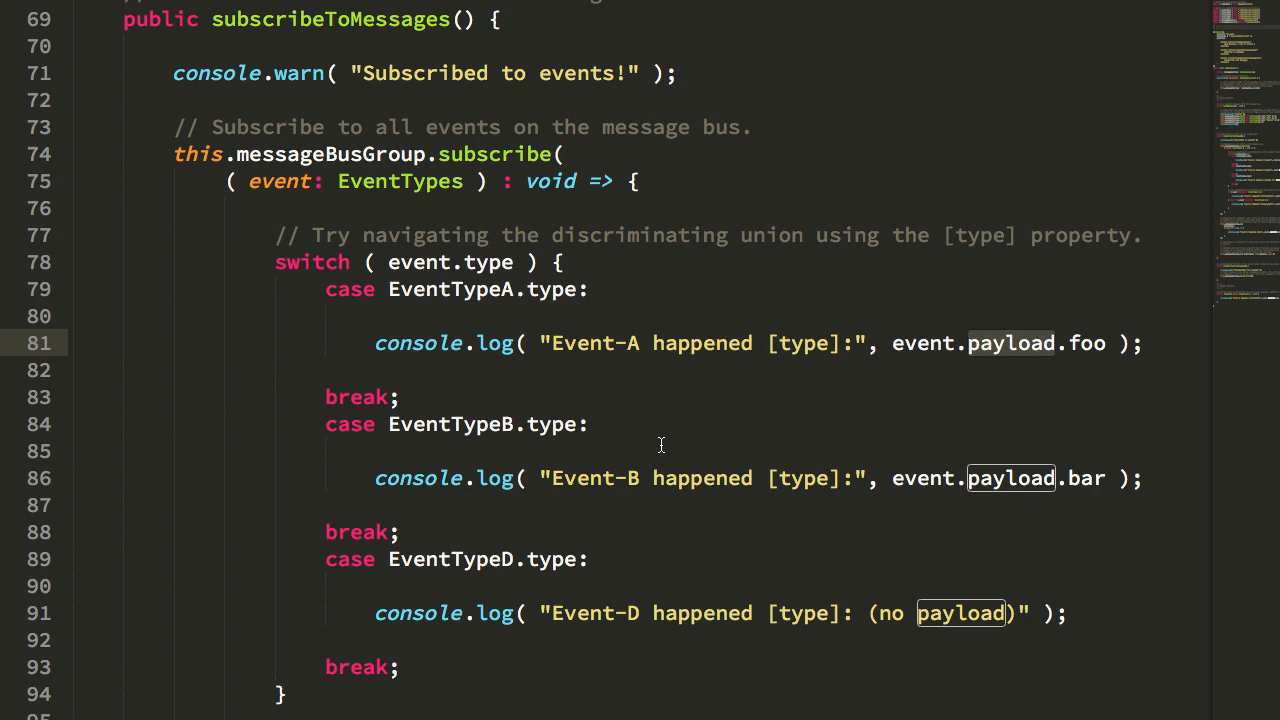 69 public subscribeToMessages() {
70
71 console.warn( "Subscribed to events!" );
72
73 // Subscribe to all events on the message bus.
74 this.messageBusGroup.subscribe(
75 ( event: EventTypes ) : void => {
76
77 // Try navigating the discriminating union using the [type] property.
78 switch ( event.type ) {
79 case EventTypeA.type:
80
81 console.log( "Event-A happened [type]:", event.payload.foo );
82
83 break;
84 case EventTypeB.type:
85
86 console.log( "Event-B happened [type]:", event.payload.bar );
87
88 break;
89 case EventTypeD.type:
90
91 console.log( "Event-D happened [type]: (no payload)" );
92
93 break;
94 }